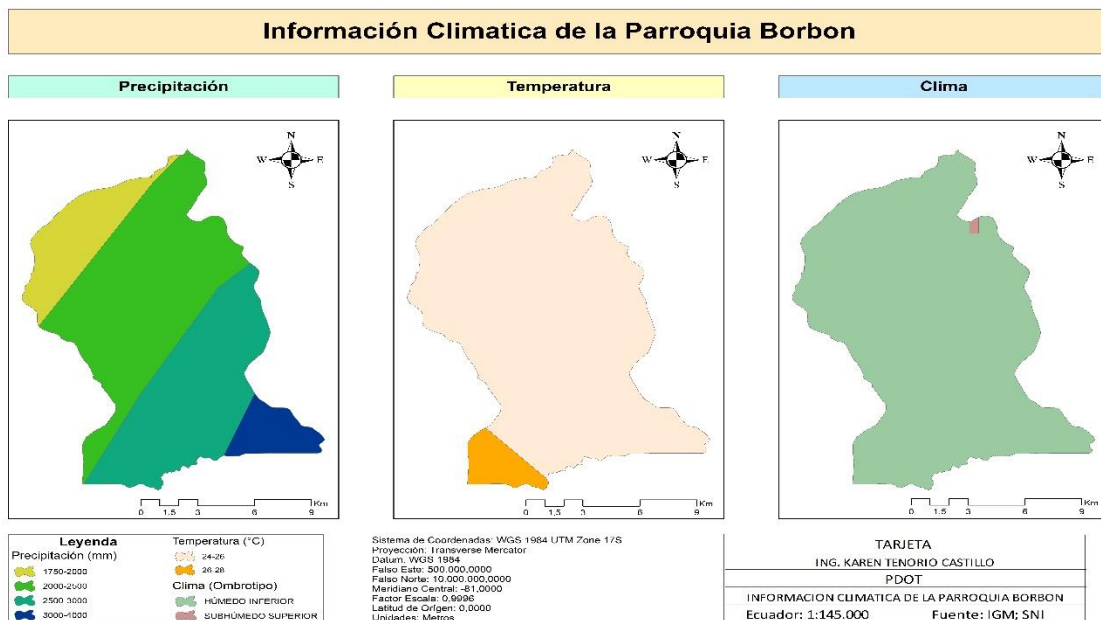 Información Climatica de la Parroquia Borbon
Precipitación
Temperatura
Clima
N
W E
S
N
W E
S
N
W E
S
Km
0 1,5 3 6 9
Km
0 1,5 3 6 9
Km
0 1,5 3 6 9
Leyenda
Precipitación (mm)
1750-2000
2000-2500
2500-3000
3000-4000
Temperatura (°C)
24-26
26-28
Clima (Ombrotipo)
HÚMEDO INFERIOR
SUBHÚMEDO SUPERIOR
Sistema de Coordenadas: WGS 1984 UTM Zone 17S
Proyección: Transverse Mercator
Datum: WGS 1984
Falso Este: 500.000,0000
Falso Norte: 10.000.000,0000
Meridiano Central: -81,0000
Factor Escala: 0,9996
Latitud de Origen: 0,0000
Unidades: Metros
TARJETA
ING. KAREN TENORIO CASTILLO
PDOT
INFORMACION CLIMATICA DE LA PARROQUIA BORBON
Ecuador: 1:145.000 Fuente: IGM; SNI